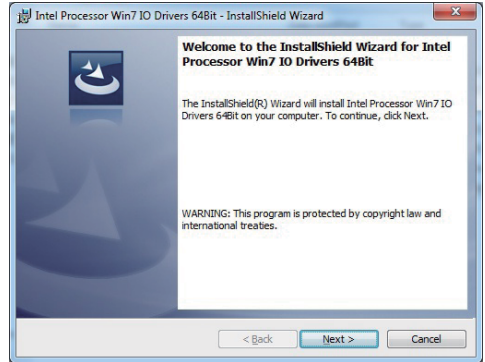 Intel Processor Win7 IO Drivers 64Bit - InstallShield Wizard
Welcome to the InstallShield Wizard for Intel
Processor Win7 IO Drivers 64Bit
The InstallShield(R) Wizard will install Intel Processor Win7 IO
Drivers 64Bit on your computer. To continue, click Next.
WARNING: This program is protected by copyright law and
international treaties.
< Back Next > Cancel